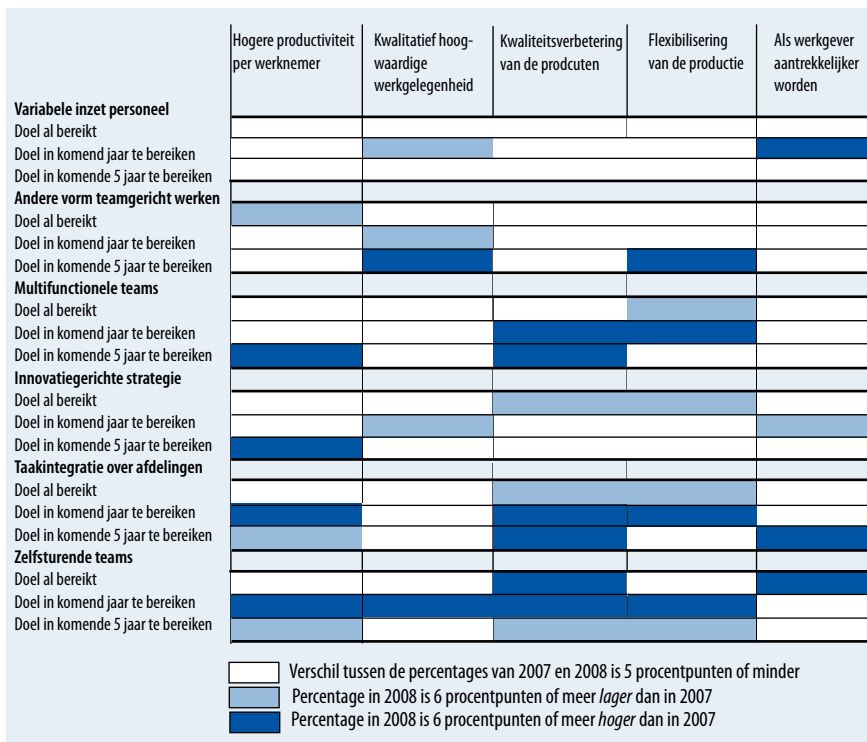 Hogere productiviteit
per werknemer
Kwalitatief hoog-
waardige
werkgelegenheid
Kwaliteitsverbetering
van de prodcuten
Flexibilisering
van de productie
Als werkgever
aantrekkelijker
worden
Variabele inzet personeel
Doel al bereikt
Doel in komend jaar te bereiken
Doel in komende 5 jaar te bereiken
Andere vorm teamgericht werken
Doel al bereikt
Doel in komend jaar te bereiken
Doel in komende 5 jaar te bereiken
Multifunctionele teams
Doel al bereikt
Doel in komend jaar te bereiken
Doel in komende 5 jaar te bereiken
Innovatiegerichte strategie
Doel al bereikt
Doel in komend jaar te bereiken
Doel in komende 5 jaar te bereiken
Taakintegratie over afdelingen
Doel al bereikt
Doel in komend jaar te bereiken
Doel in komende 5 jaar te bereiken
Zelfsturende teams
Doel al bereikt
Doel in komend jaar te bereiken
Doel in komende 5 jaar te bereiken
Verschil tussen de percentages van 2007 en 2008 is 5 procentpunten of minder
Percentage in 2008 is 6 procentpunten of meer lager dan in 2007
Percentage in 2008 is 6 procentpunten of meer hoger dan in 2007